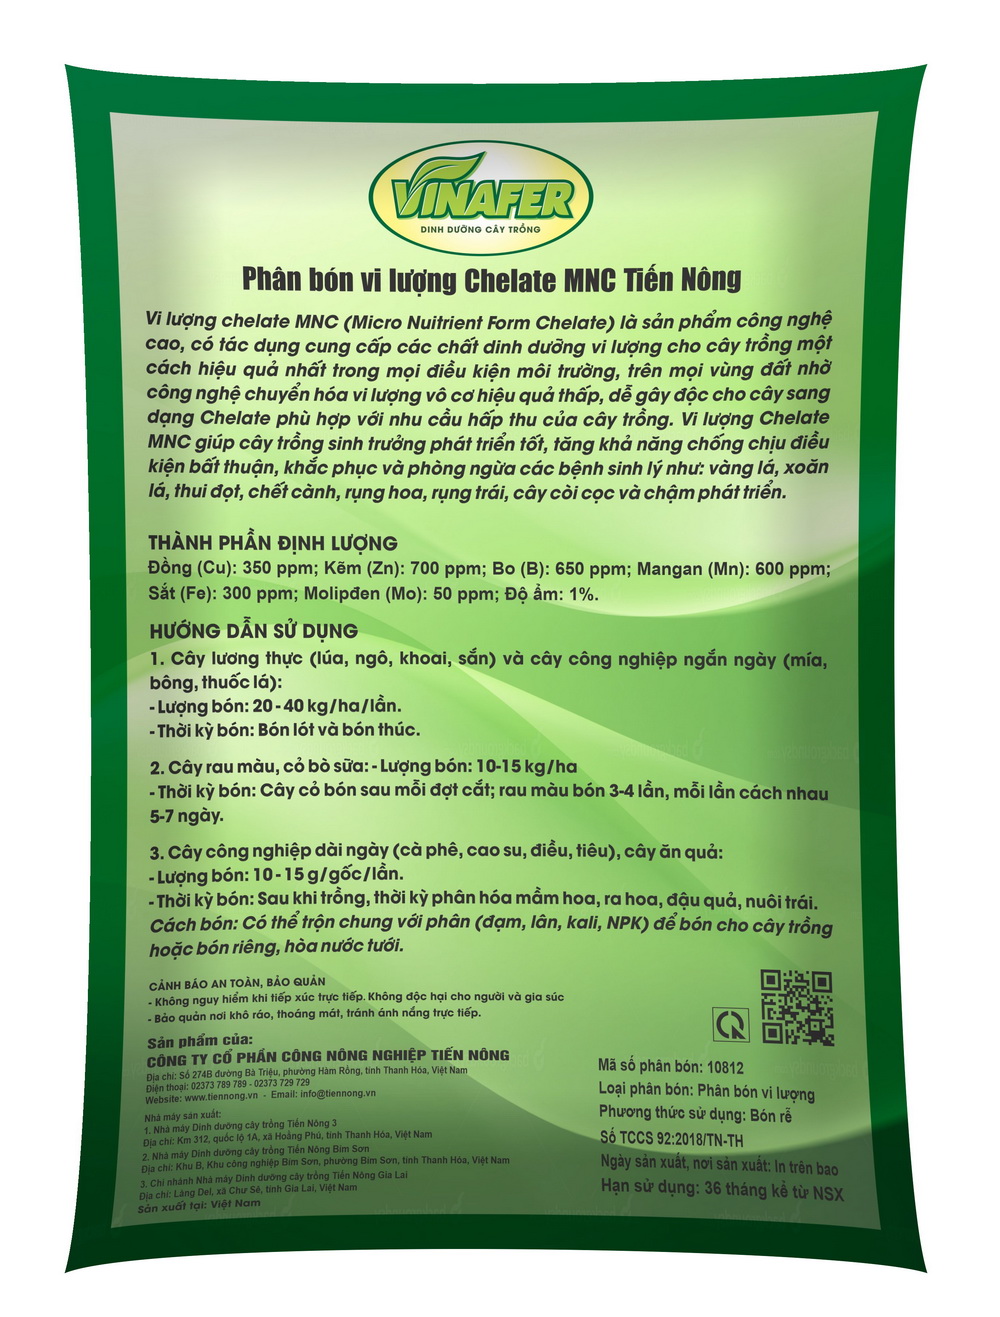 VINAFER
DINH DƯỠNG CÂY TRỒNG
Phân bón vi lượng Chelate MNC Tiến Nông
Vi lượng chelate MNC (Micro Nuitrient Form Chelate) là sản phẩm công nghệ
cao, có tác dụng cung cấp các chất dinh dưỡng vi lượng cho cây trồng một
cách hiệu quả nhất trong mọi điều kiện môi trường, trên mọi vùng đất nhờ
công nghệ chuyển hóa vi lượng vô cơ hiệu quả thấp, dễ gây độc cho cây sang
dạng Chelate phù hợp với nhu cầu hấp thu của cây trồng. Vi lượng Chelate
MNC giúp cây trồng sinh trưởng phát triển tốt, tăng khả năng chống chịu điều
kiện bất thuận, khắc phục và phòng ngừa các bệnh sinh lý như: vàng lá, xoăn
lá, thui đọt, chết cành, rụng hoa, rụng trái, cây còi cọc và chậm phát triển.
THÀNH PHẦN ĐỊNH LƯỢNG
Đồng (Cu): 350 ppm; Kẽm (Zn): 700 ppm; Bo (B): 650 ppm; Mangan (Mn): 600 ppm;
Sắt (Fe): 300 ppm; Molipđen (Mo): 50 ppm; Độ ẩm: 1%.
HƯỚNG DẪN SỬ DỤNG
1. Cây lương thực (lúa, ngô, khoai, sắn) và cây công nghiệp ngắn ngày (mía,
bông, thuốc lá):
- Lượng bón: 20 - 40 kg/ha/lần.
- Thời kỳ bón: Bón lót và bón thúc.
2. Cây rau màu, cỏ bò sữa: - Lượng bón: 10-15 kg/ha
- Thời kỳ bón: Cây cỏ bón sau mỗi đợt cắt; rau màu bón 3-4 lần, mỗi lần cách nhau
5-7 ngày.
3. Cây công nghiệp dài ngày (cà phê, cao su, điều, tiêu), cây ăn quả:
- Lượng bón: 10 - 15 g/gốc/lần.
- Thời kỳ bón: Sau khi trồng, thời kỳ phân hóa mầm hoa, ra hoa, đậu quả, nuôi trái.
Cách bón: Có thể trộn chung với phân (đạm, lân, kali, NPK) để bón cho cây trồng
hoặc bón riêng, hòa nước tưới.
CẢNH BÁO AN TOÀN, BẢO QUẢN
- Không nguy hiểm khi tiếp xúc trực tiếp. Không độc hại cho người và gia súc
- Bảo quản nơi khô ráo, thoáng mát, tránh ánh nắng trực tiếp.
Sản phẩm của:
CÔNG TY CỔ PHẦN CÔNG NÔNG NGHIỆP TIẾN NÔNG
Địa chỉ: Số 274B đường Bà Triệu, phường Hàm Rồng, tỉnh Thanh Hóa, Việt Nam
Điện thoại: 02373 789 789 - 02373 729 729
Website: www.tiennong.vn - Email: info@tiennong.vn
Nhà máy sản xuất:
1. Nhà máy Dinh dưỡng cây trồng Tiến Nông 3
Địa chỉ: Km 312, quốc lộ 1A, xã Hoằng Phú, tỉnh Thanh Hóa, Việt Nam
2. Nhà máy Dinh dưỡng cây trồng Tiến Nông Bỉm Sơn
Địa chỉ: Khu B, Khu công nghiệp Bỉm Sơn, phường Bỉm Sơn, tỉnh Thanh Hóa, Việt Nam
3. Chi nhánh Nhà máy Dinh dưỡng cây trồng Tiến Nông Gia Lai
Địa chỉ: Làng Del, xã Chư Sê, tỉnh Gia Lai, Việt Nam
Sản xuất tại: Việt Nam
Mã số phân bón: 10812
Loại phân bón: Phân bón vi lượng
Phương thức sử dụng: Bón rễ
Số TCCS 92:2018/TN-TH
Ngày sản xuất, nơi sản xuất: In trên bao
Hạn sử dụng: 36 tháng kể từ NSX